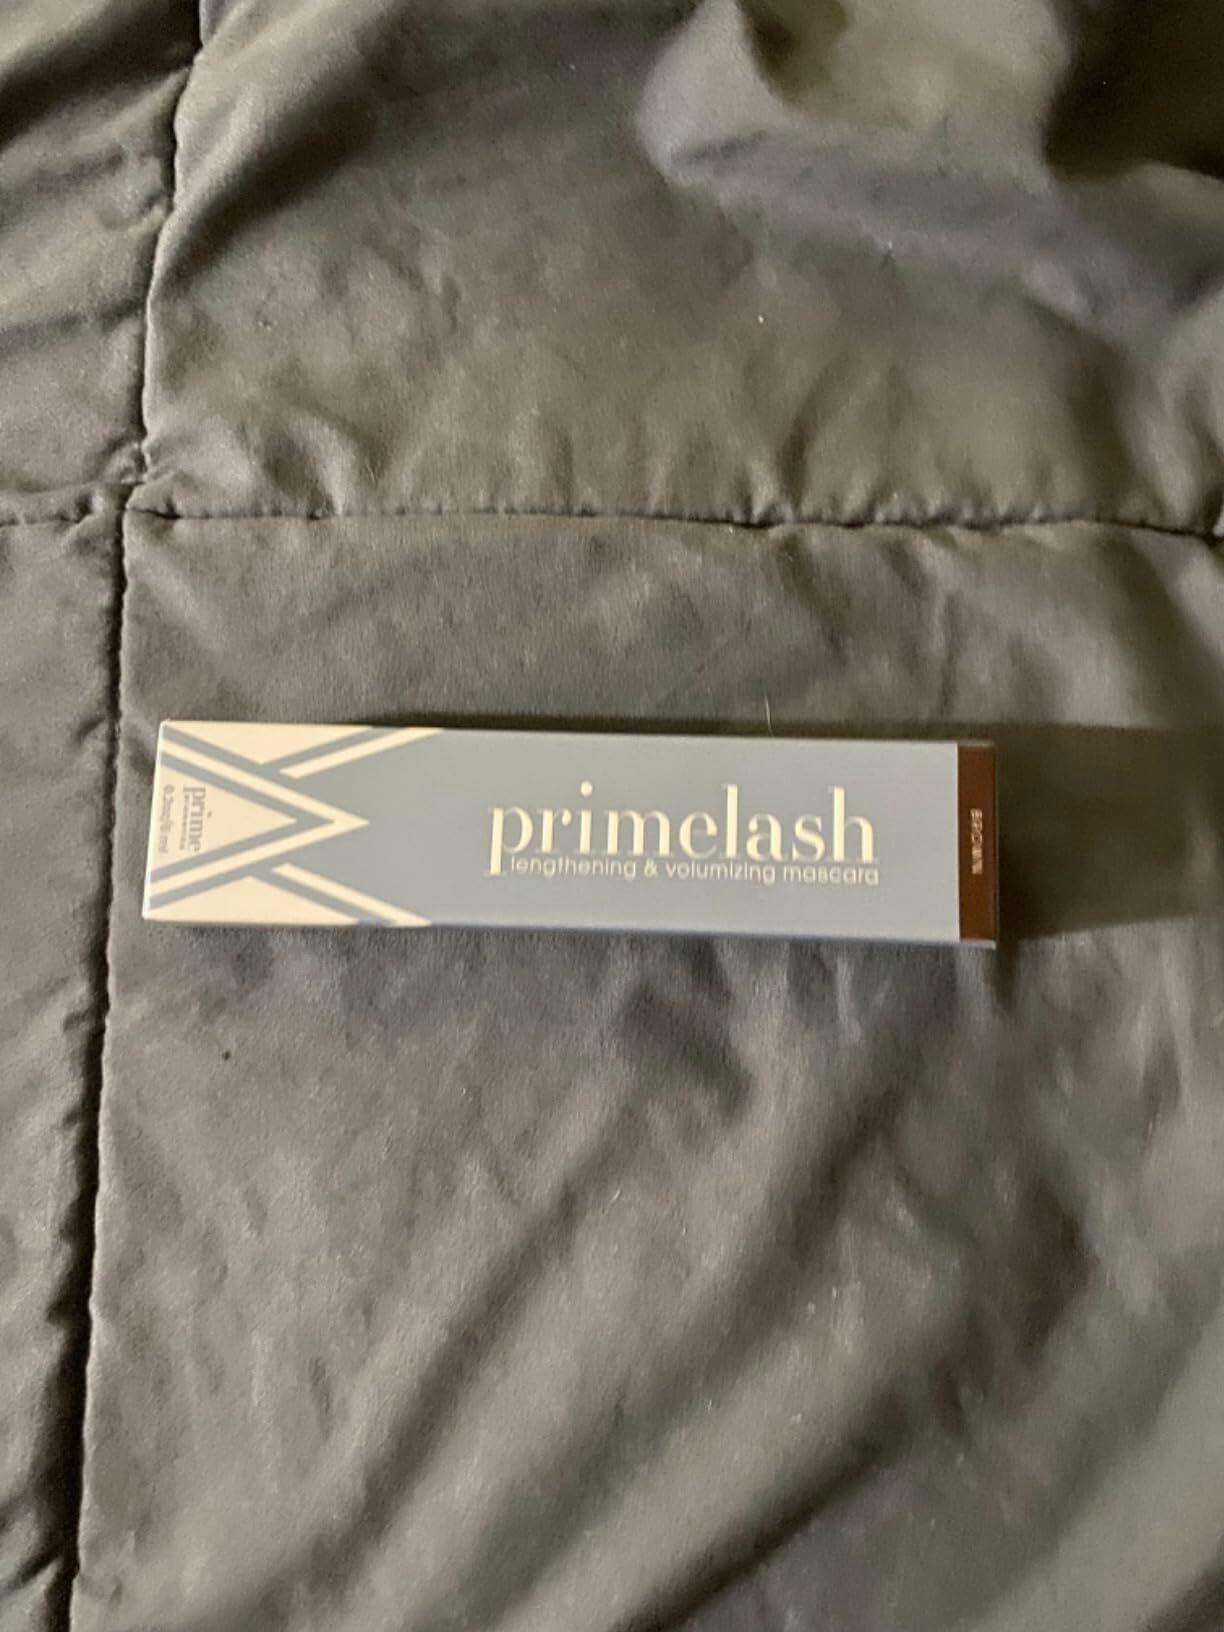 primelash
lengthening & volumizing mascara
BROWN
prime